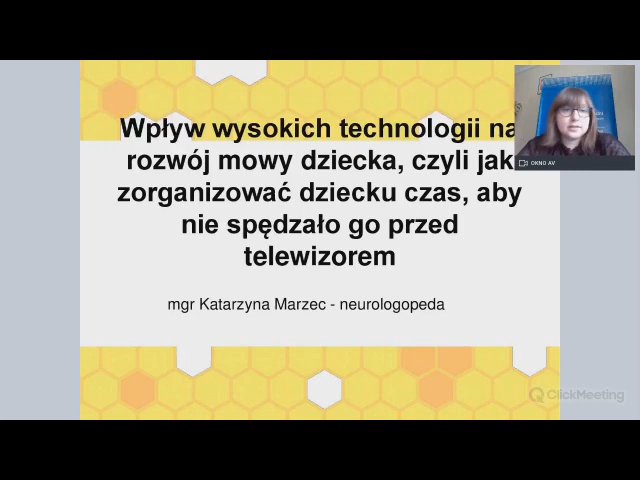 Wpływ wysokich technologii na
rozwój mowy dziecka, czyli jak
zorganizować dziecku czas, aby
nie spędzało go przed
telewizorem
mgr Katarzyna Marzec - neurologopeda
OKNO AV
ClickMeeting